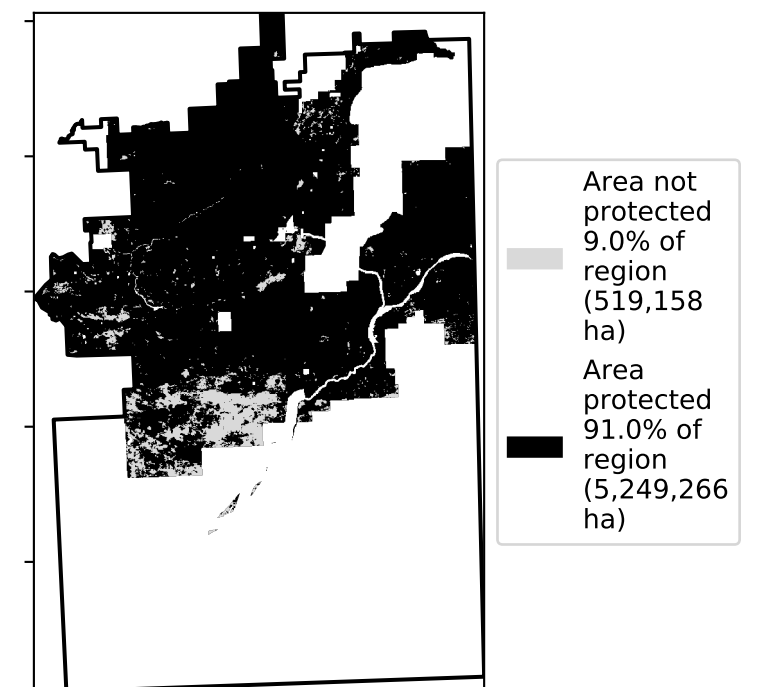 Area not
protected
9.0% of
region
(519,158
ha)
Area
protected
91.0% of
region
(5,249,266
ha)